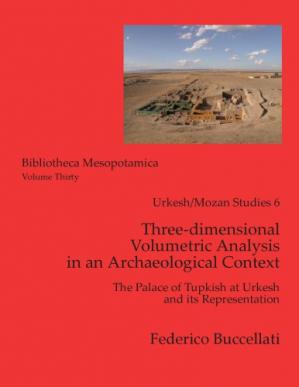 Bibliotheca Mesopotamica
Volume Thirty
Urkesh/Mozan Studies 6
Three-dimensional
Volumetric Analysis
in an Archaeological Context
The Palace of Tupkish at Urkesh
and its Representation
Federico Buccellati